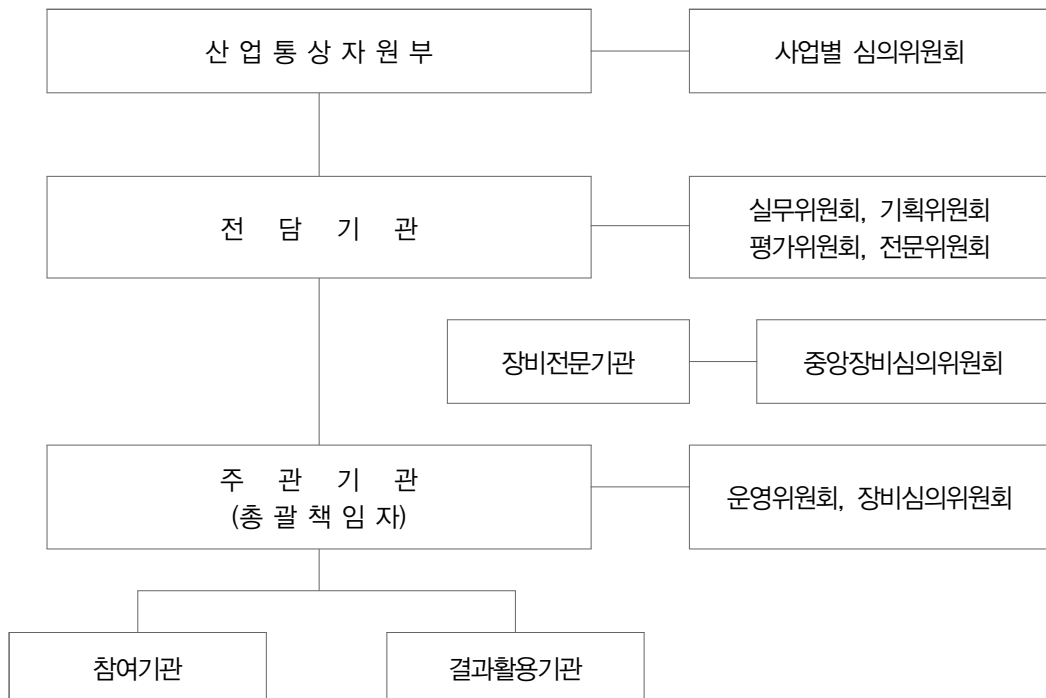 산 업 통 상 자 원 부
사업별 심의위원회
전 담 기 관
실무위원회, 기획위원회
평가위원회, 전문위원회
장비전문기관
중앙장비심의위원회
주 관 기 관
(총 괄 책 임 자)
운영위원회, 장비심의위원회
참여기관
결과활용기관